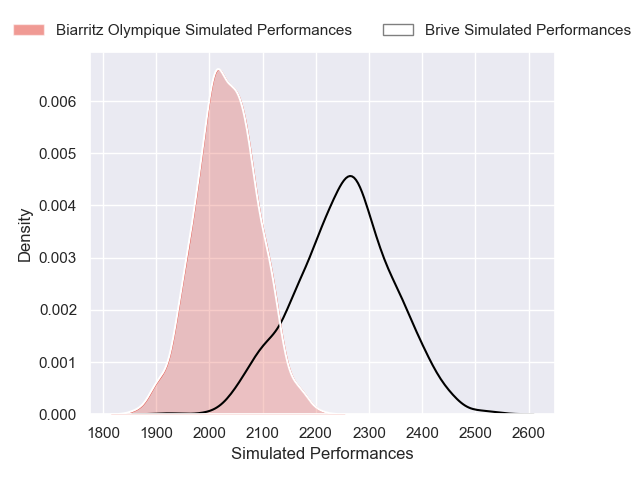 Biarritz Olympique Simulated Performances Brive Simulated Performances
0.006
0.005
0.004
0.003
0.002
0.001
0.000
Density
1800 1900 2000 2100 2200 2300 2400 2500 2600
Simulated Performances